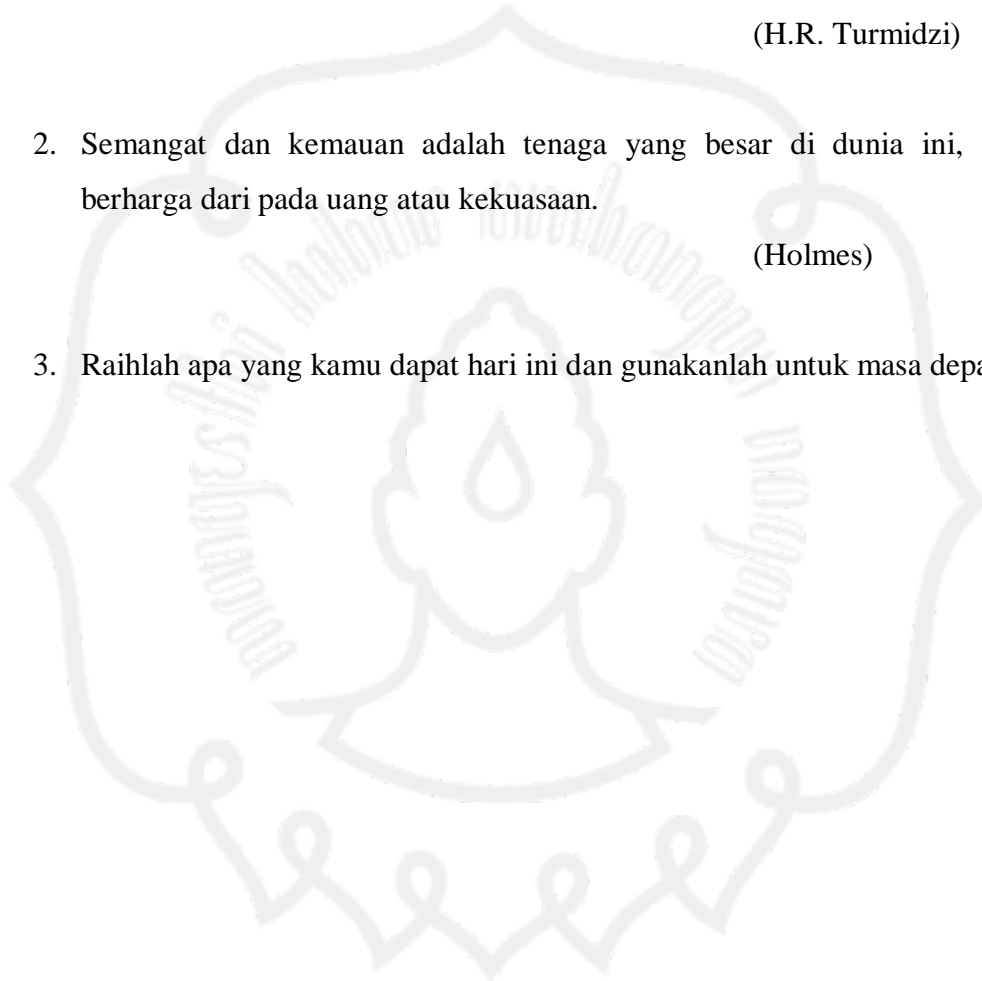 (H.R. Turmidzi)
2. Semangat dan kemauan adalah tenaga yang besar di dunia ini,
berharga dari pada uang atau kekuasaan.
(Holmes)
3. Raihlah apa yang kamu dapat hari ini dan gunakanlah untuk masa depa